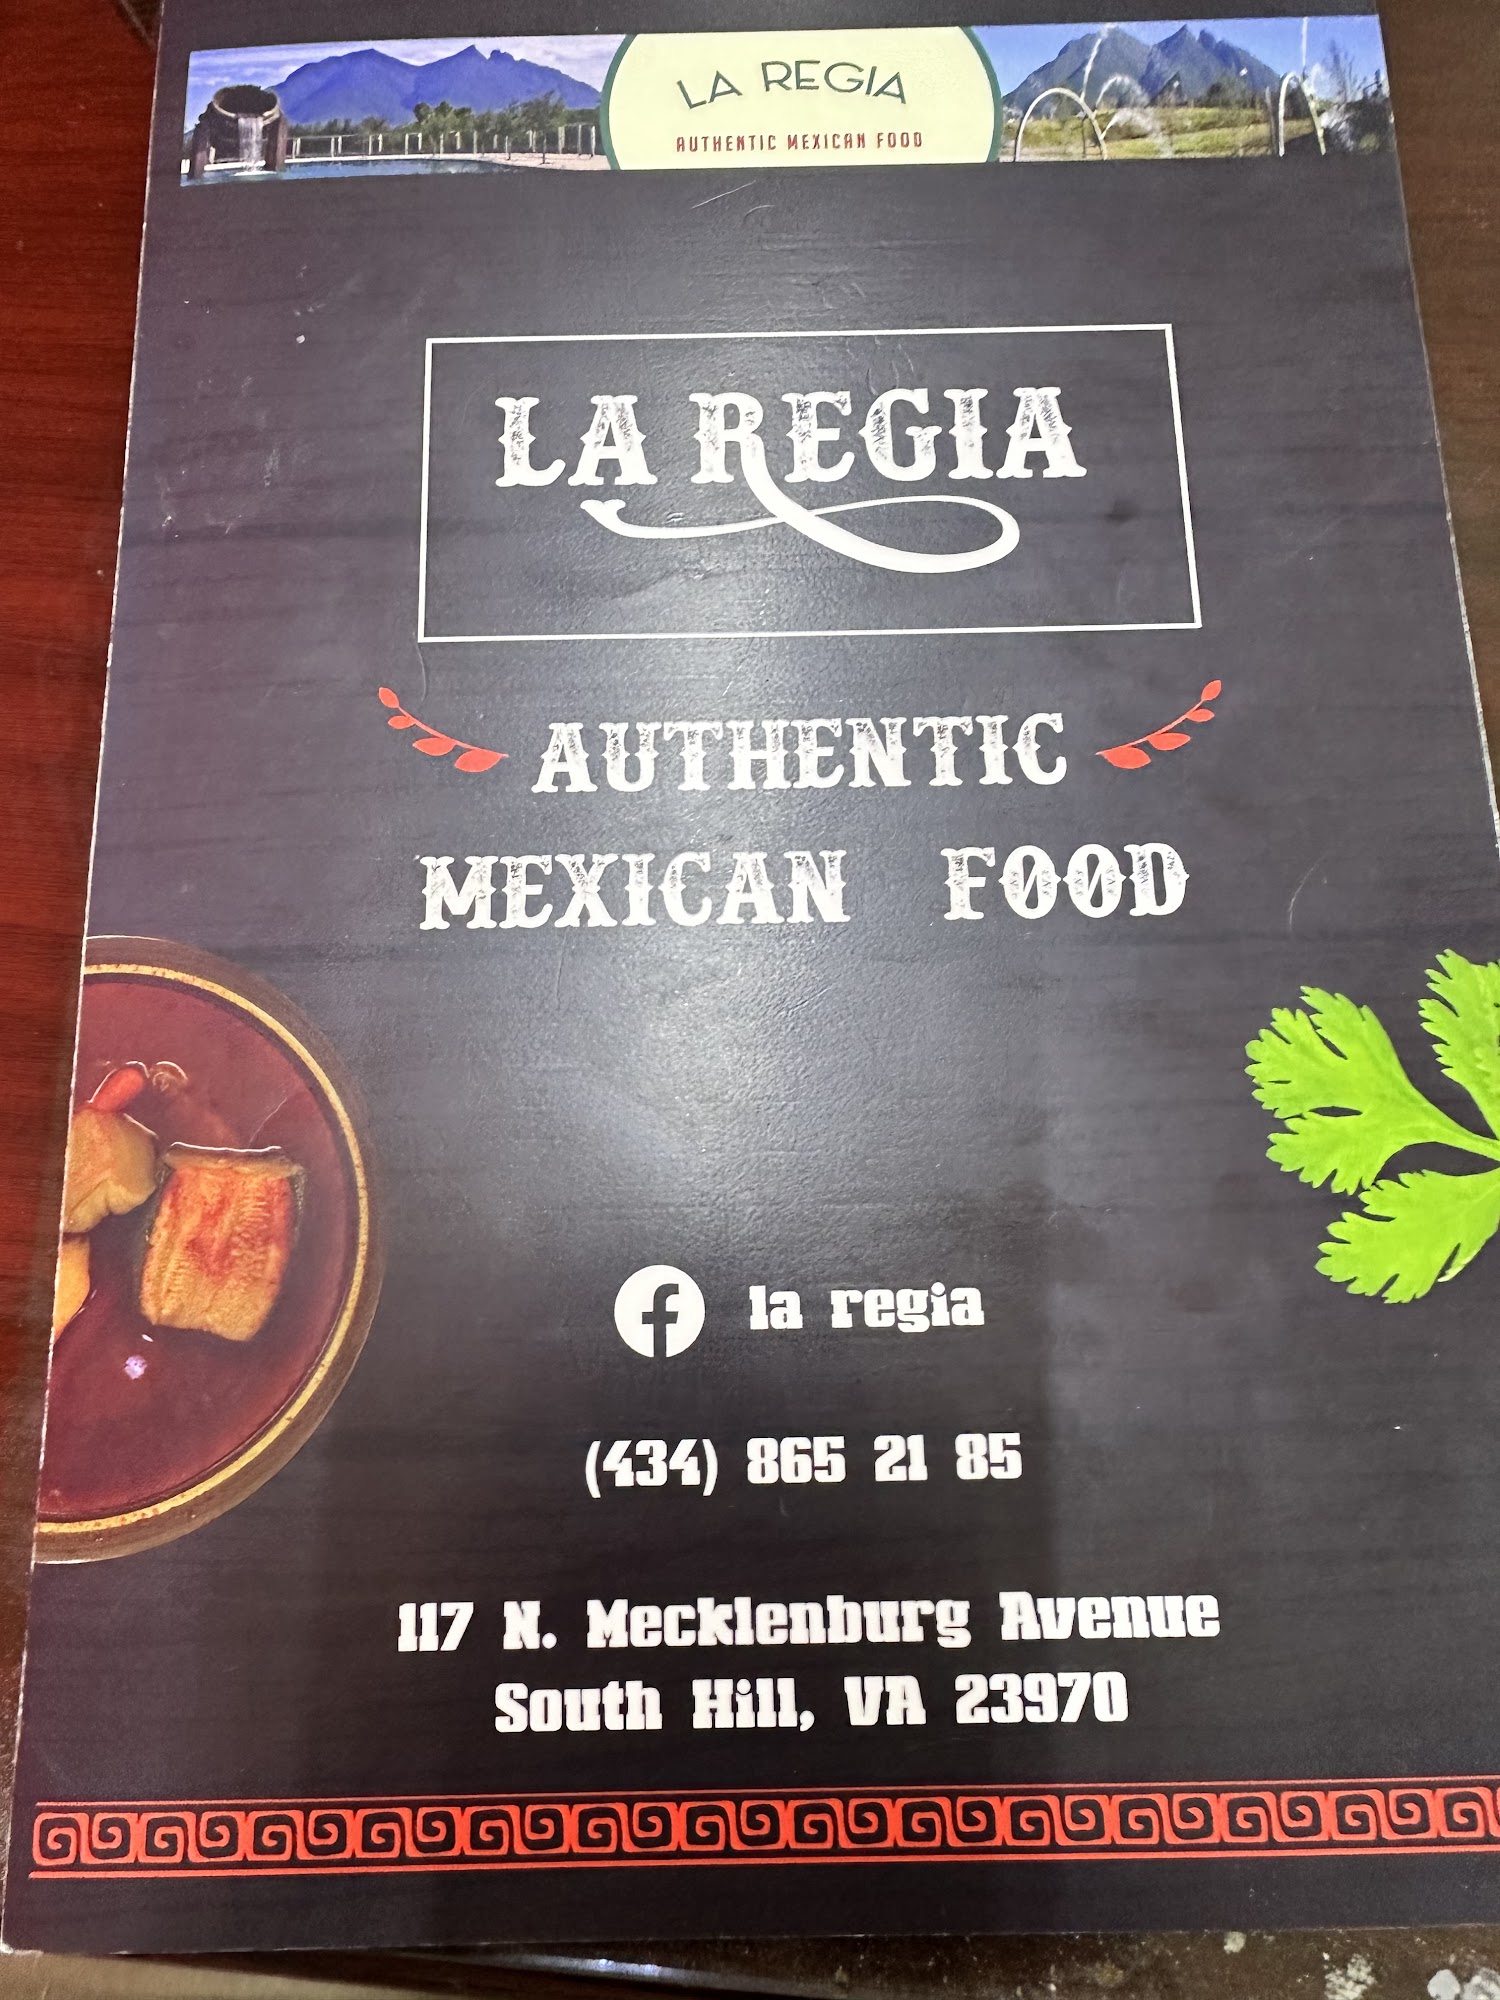 LA REGIA
AUTHENTIC MEXICAN FOOD
LA REGIA
AUTHENTIC
MEXICAN FOOD
la regia
(434) 865 21 85
117 N. Mecklenburg Avenue
South Hill, VA 23970